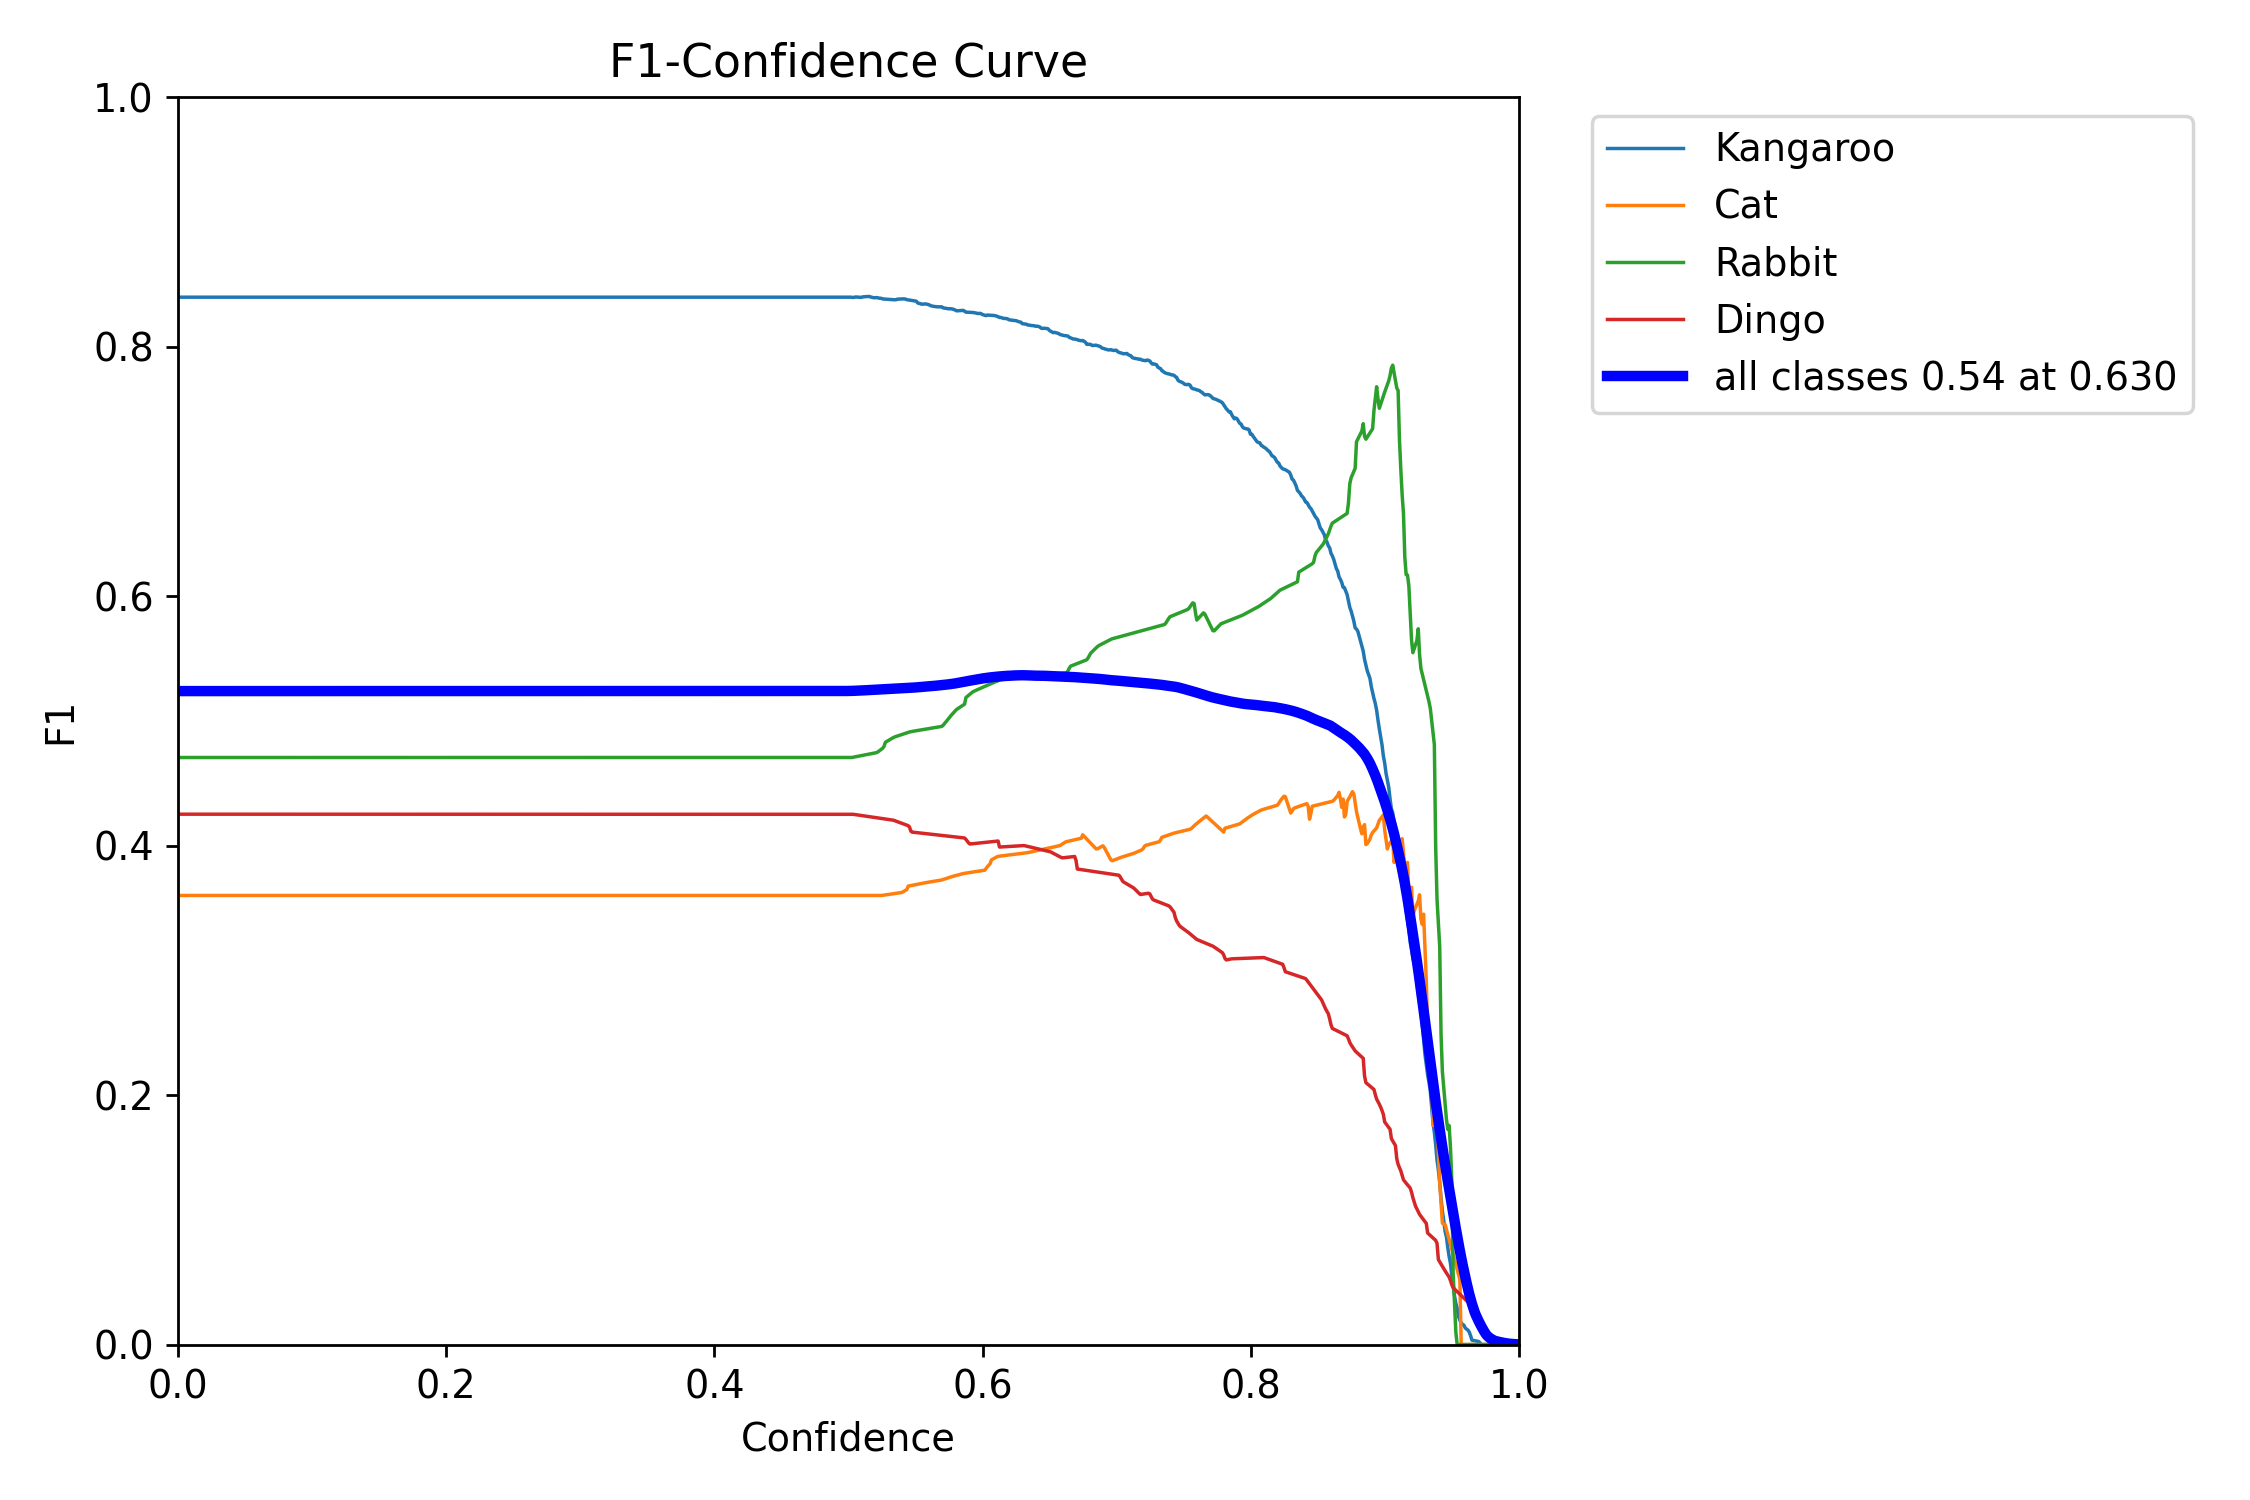 F1-Confidence Curve
1.0
0.8
0.6
0.4
0.2
0.0
F1
0.0 0.2 0.4 0.6 0.8 1.0
Confidence
Kangaroo
Cat
Rabbit
Dingo
all classes 0.54 at 0.630